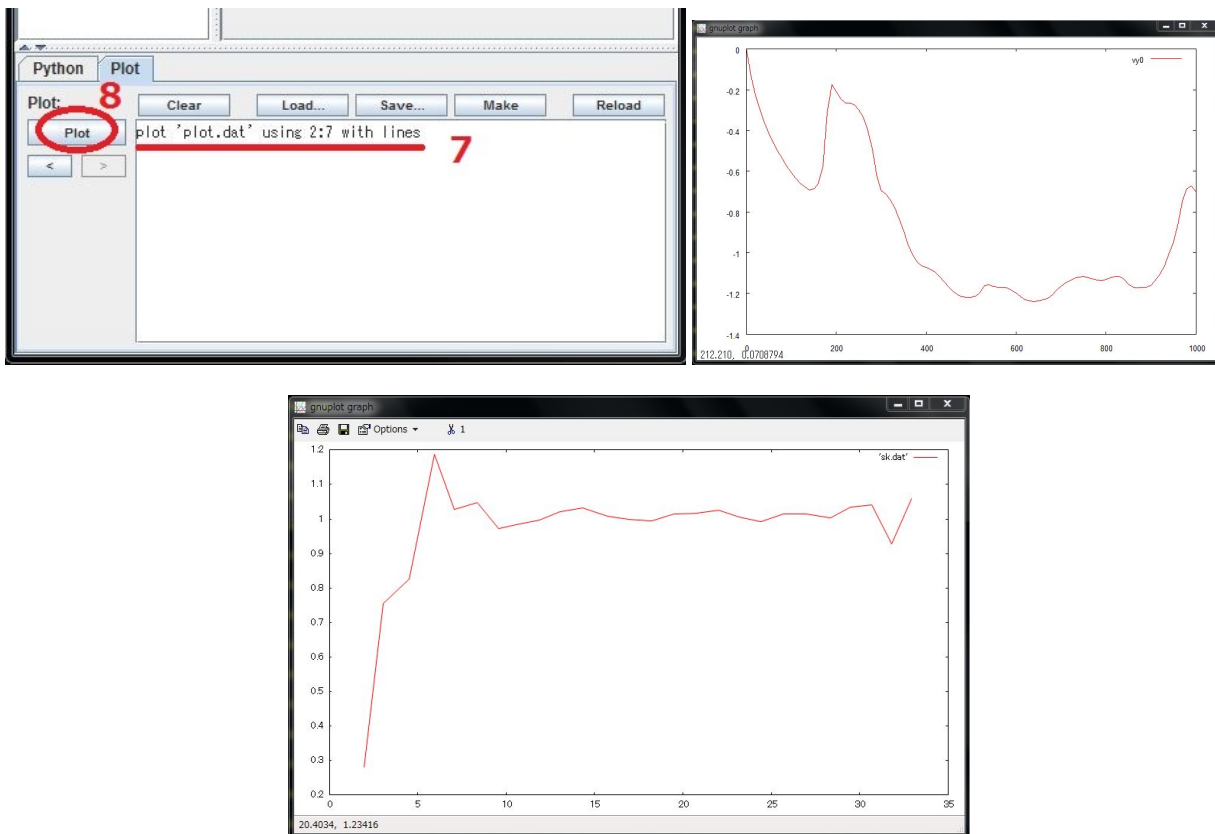 Python Plot
Plot: 8 Clear Load... Save... Make Reload
Plot plot 'plot.dat' using 2:7 with lines
7
< >
gnuplot graph
vy0
0
-0.2
-0.4
-0.6
-0.8
-1
-1.2
-1.4
0 200 400 600 800 1000
212.210, 0.0708794
gnuplot graph
Options 1
'sk.dat'
1.2
1.1
1
0.9
0.8
0.7
0.6
0.5
0.4
0.3
0.2
0 5 10 15 20 25 30 35
20.4034, 1.23416